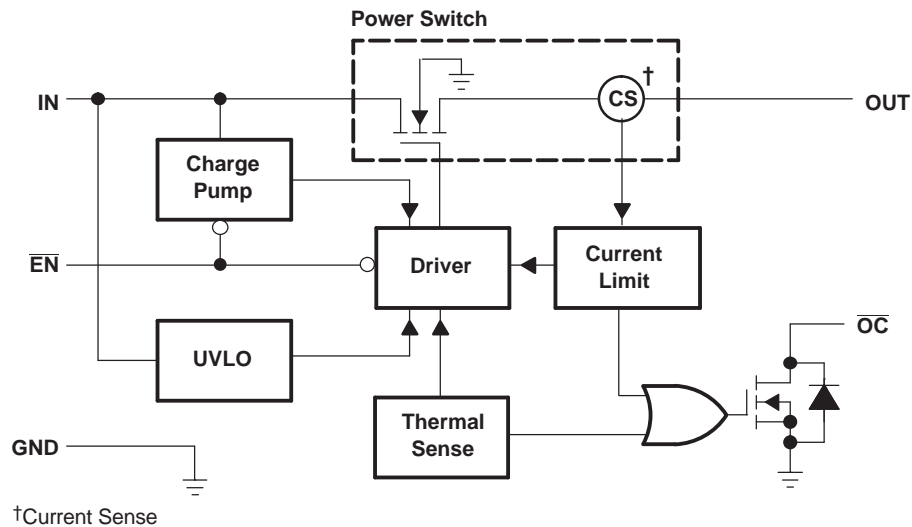 Power Switch
†
IN
CS
OUT
Charge
Pump
EN
Driver
Current
Limit
OC
UVLO
Thermal
Sense
GND
†Current Sense